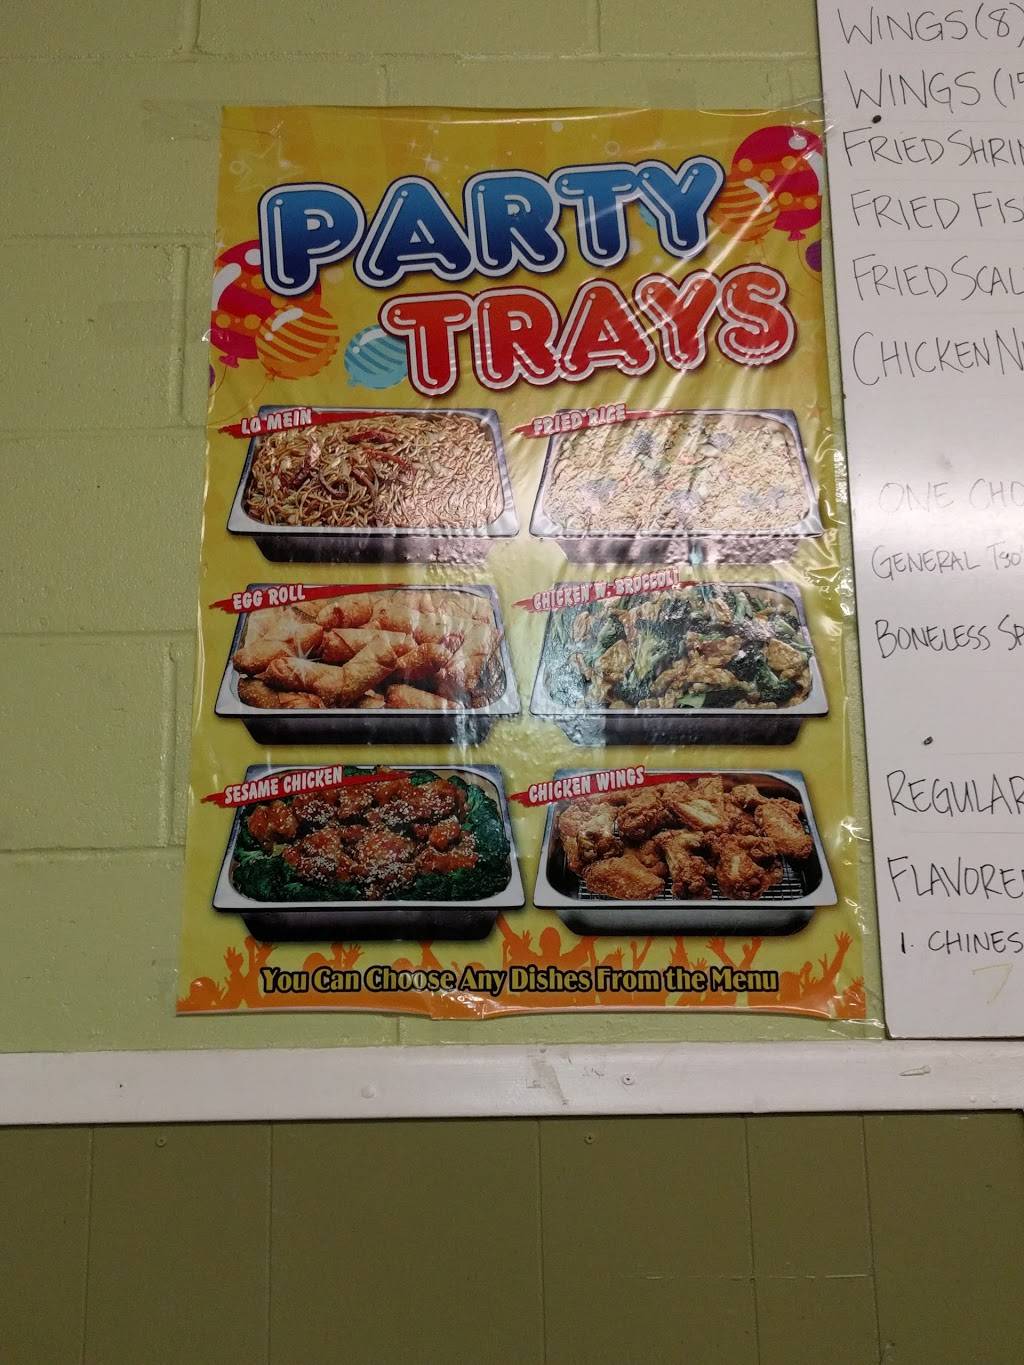 PARTY
TRAYS
LO MEIN
FRIED RICE
EGG ROLL
CHICKEN W. BROCCOLI
SESAME CHICKEN
CHICKEN WINGS
You Can Choose Any Dishes From the Menu
WINGS (8)
WINGS (15
FRIED SHRI
FRIED FIS
FRIED SCAL
CHICKEN N
ONE CHO
GENERAL TSO'
BONELESS SP
REGULAR
FLAVORE
1. CHINES